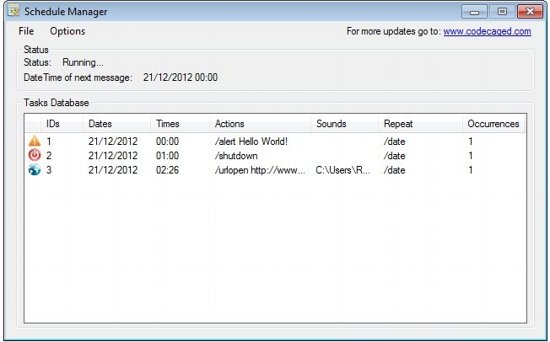 Schedule Manager
File Options For more updates go to: www.codecaged.com
Status
Status: Running...
DateTime of next message: 21/12/2012 00:00
Tasks Database
IDs Dates Times Actions Sounds Repeat Occurrences
1 21/12/2012 00:00 /alert Hello World! /date 1
2 21/12/2012 01:00 /shutdown /date 1
3 21/12/2012 02:26 /urlopen http://www... C:\Users\R... /date 1